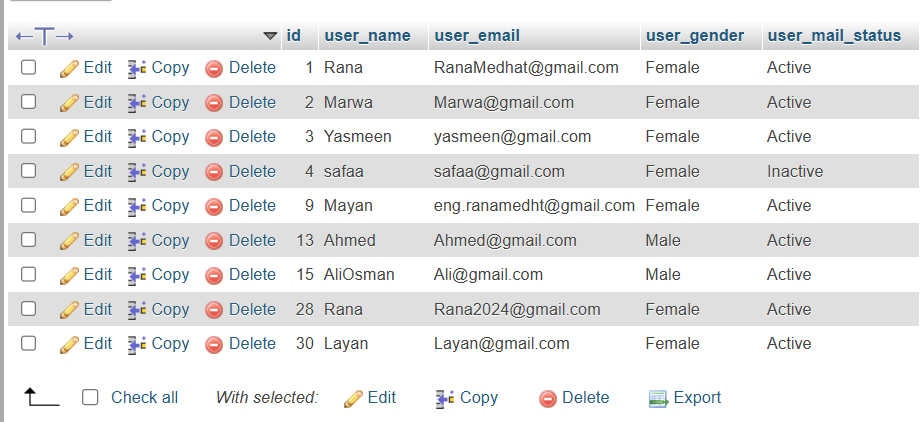 id user_name user_email user_gender user_mail_status
Edit Copy Delete 1 Rana RanaMedhat@gmail.com Female Active
Edit Copy Delete 2 Marwa Marwa@gmail.com Female Active
Edit Copy Delete 3 Yasmeen yasmeen@gmail.com Female Active
Edit Copy Delete 4 safaa safaa@gmail.com Female Inactive
Edit Copy Delete 9 Mayan eng.ranamedht@gmail.com Female Active
Edit Copy Delete 13 Ahmed Ahmed@gmail.com Male Active
Edit Copy Delete 15 AliOsman Ali@gmail.com Male Active
Edit Copy Delete 28 Rana Rana2024@gmail.com Female Active
Edit Copy Delete 30 Layan Layan@gmail.com Female Active
Check all With selected: Edit Copy Delete Export